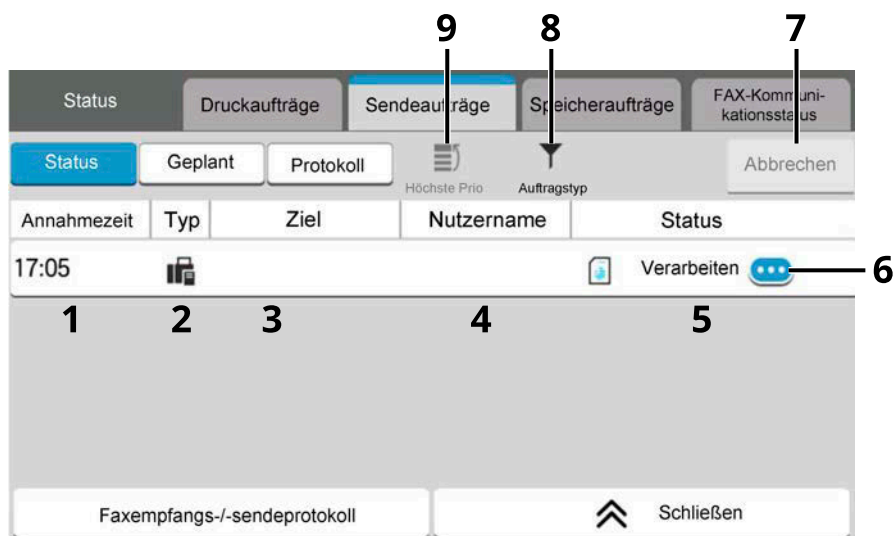 9 8 7
Status Druckaufträge Sendeaufträge Speicheraufträge FAX-Kommuni-
kationsstatus
Status Geplant Protokoll Höchste Prio Auftragstyp Abbrechen
Annahmezeit Typ Ziel Nutzername Status
17:05 Verarbeiten 6
1 2 3 4 5
Faxempfangs-/-sendeprotokoll Schließen